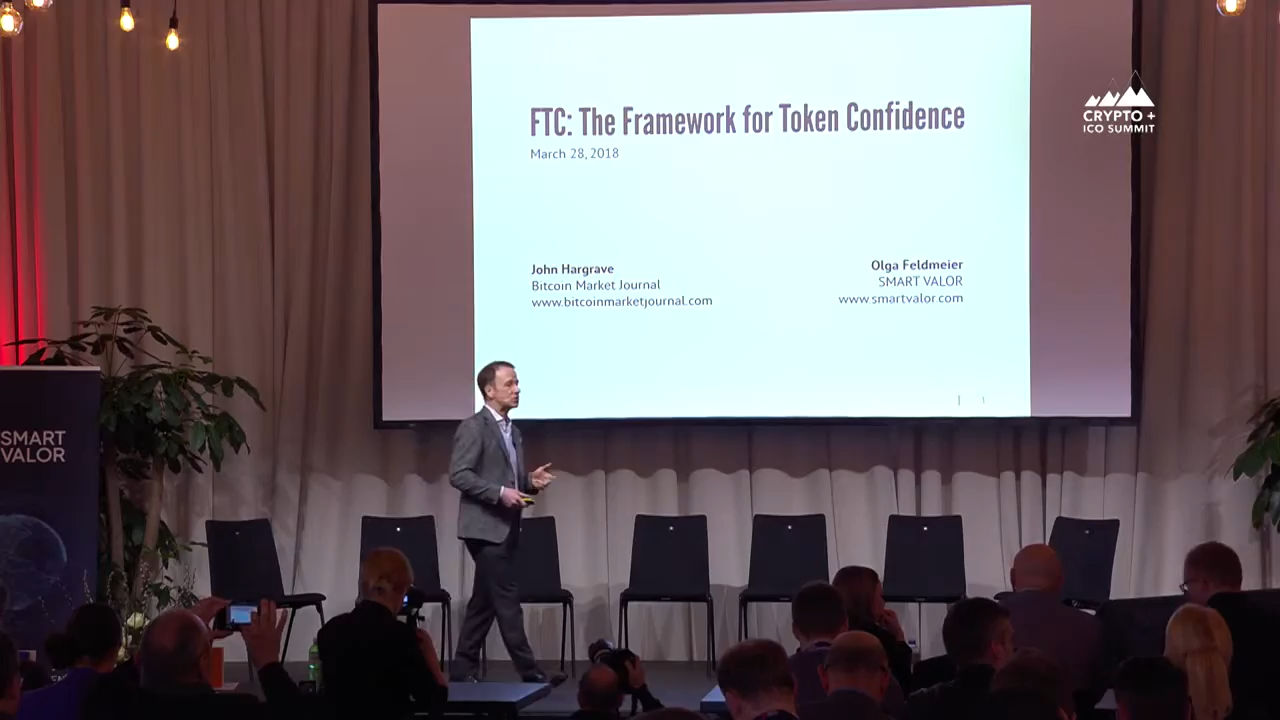 FTC: The Framework for Token Confidence
March 28, 2018
John Hargrave
Bitcoin Market Journal
www.bitcoinmarketjournal.com
Olga Feldmeier
SMART VALOR
www.smartvalor.com
CRYPTO +
ICO SUMMIT
SMART
VALOR